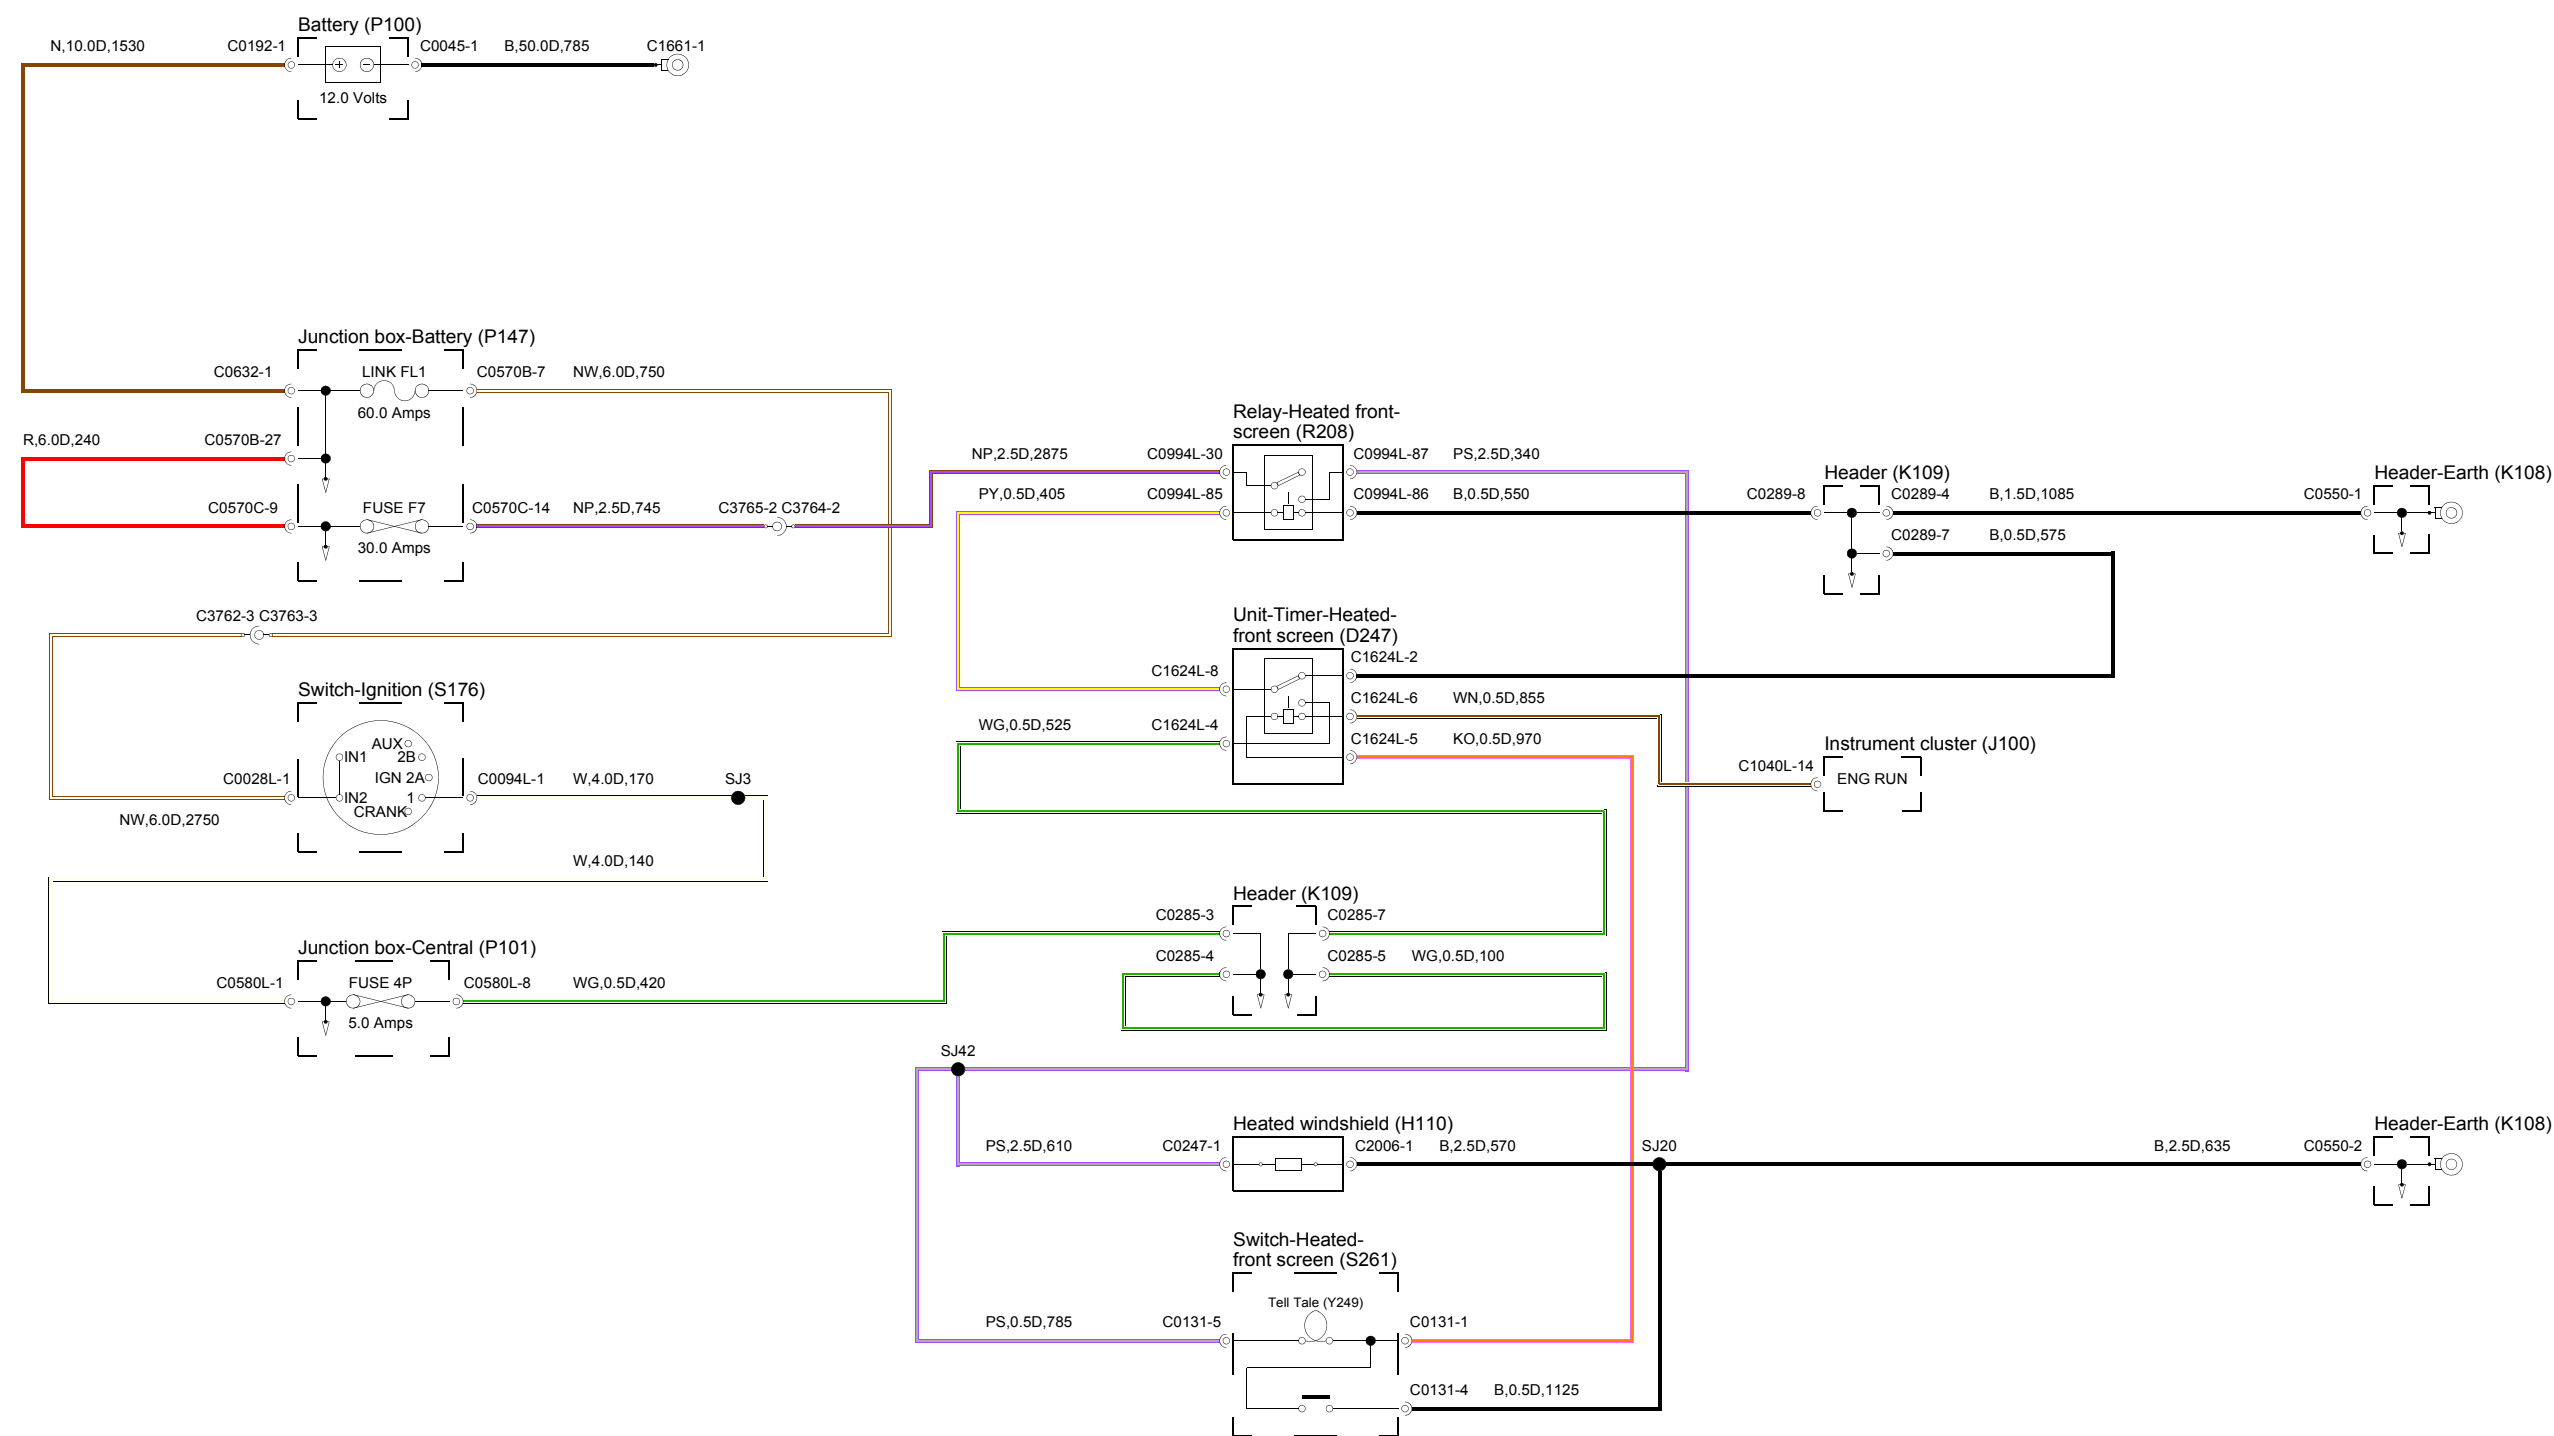 Battery (P100)
N,10.0D,1530
C0192-1
C0045-1
B,50.0D,785
C1661-1
12.0 Volts
Junction box-Battery (P147)
C0632-1
LINK FL1
C0570B-7
NW,6.0D,750
60.0 Amps
R,6.0D,240
C0570B-27
C0570C-9
FUSE F7
C0570C-14
NP,2.5D,745
C3765-2 C3764-2
30.0 Amps
C3762-3 C3763-3
Switch-Ignition (S176)
AUX
IN1
2B
IGN 2A
C0028L-1
C0094L-1
W,4.0D,170
SJ3
IN2
1
CRANK
NW,6.0D,2750
W,4.0D,140
Junction box-Central (P101)
C0580L-1
FUSE 4P
C0580L-8
WG,0.5D,420
5.0 Amps
Relay-Heated front-
screen (R208)
NP,2.5D,2875
C0994L-30
C0994L-87
PS,2.5D,340
PY,0.5D,405
C0994L-85
C0994L-86
B,0.5D,550
Header (K109)
C0289-8
C0289-4
B,1.5D,1085
C0289-7
B,0.5D,575
Header-Earth (K108)
C0550-1
Unit-Timer-Heated-
front screen (D247)
C1624L-8
C1624L-2
C1624L-6
WN,0.5D,855
WG,0.5D,525
C1624L-4
C1624L-5
KO,0.5D,970
Instrument cluster (J100)
C1040L-14
ENG RUN
Header (K109)
C0285-3
C0285-7
C0285-4
C0285-5
WG,0.5D,100
SJ42
Heated windshield (H110)
PS,2.5D,610
C0247-1
C2006-1
B,2.5D,570
SJ20
B,2.5D,635
C0550-2
Header-Earth (K108)
Switch-Heated-
front screen (S261)
Tell Tale (Y249)
PS,0.5D,785
C0131-5
C0131-1
C0131-4
B,0.5D,1125